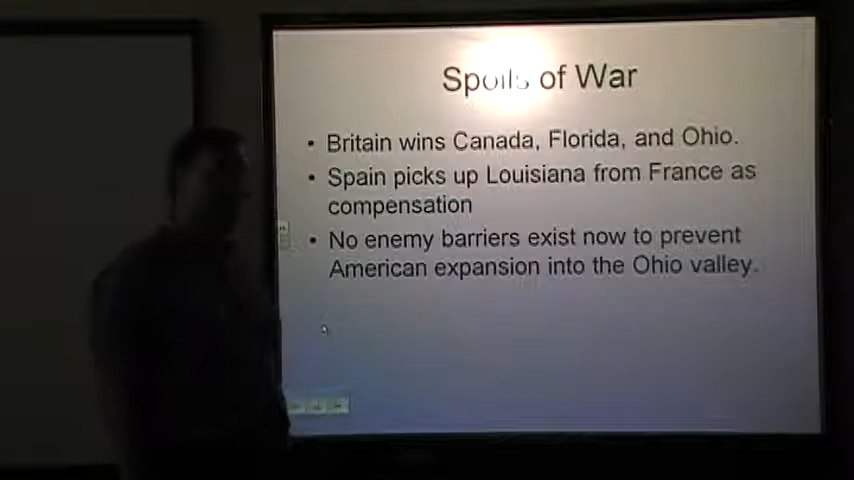 Spoils of War
• Britain wins Canada, Florida, and Ohio.
• Spain picks up Louisiana from France as
compensation
• No enemy barriers exist now to prevent
American expansion into the Ohio valley.